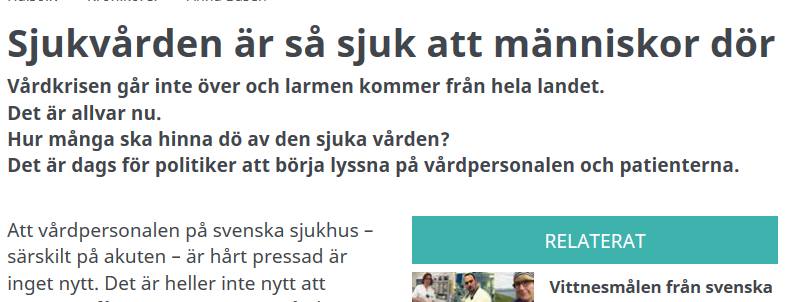 Sjukvården är så sjuk att människor dör
Vårdkrisen går inte över och larmen kommer från hela landet.
Det är allvar nu.
Hur många ska hinna dö av den sjuka vården?
Det är dags för politiker att börja lyssna på vårdpersonalen och patienterna.
Att vårdpersonalen på svenska sjukhus –
särskilt på akuten – är hårt pressad är
inget nytt. Det är heller inte nytt att
RELATERAT
Vittnesmålen från svenska